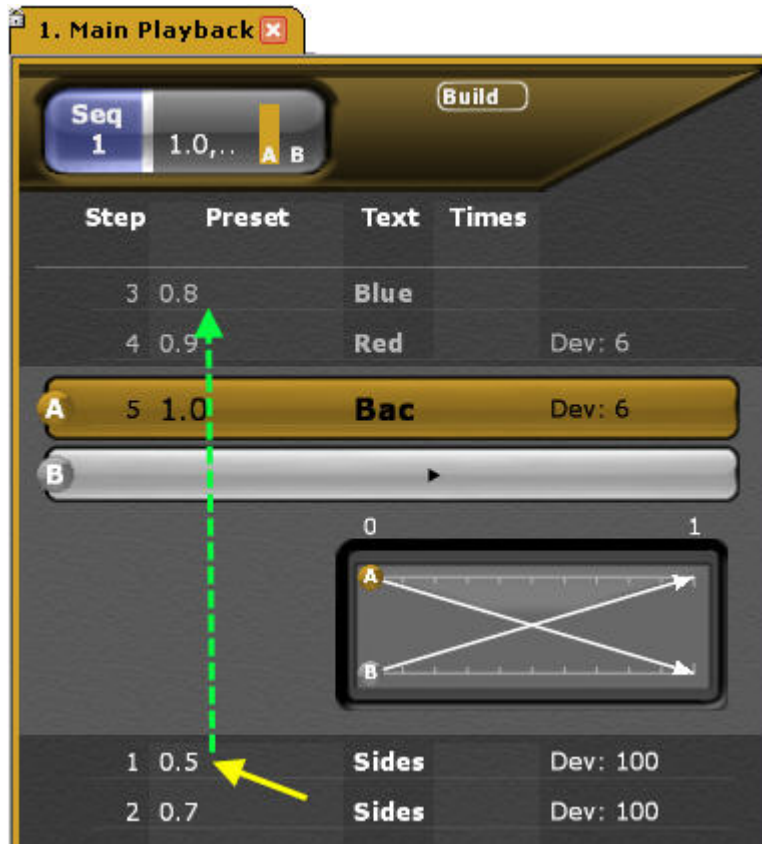 1. Main Playback
Build
Seq
1 1.0,.. A B
Step Preset Text Times
3 0.8 Blue
4 0.9 Red Dev: 6
A 5 1.0 Bac Dev: 6
B
0 1
A
B
1 0.5 Sides Dev: 100
2 0.7 Sides Dev: 100